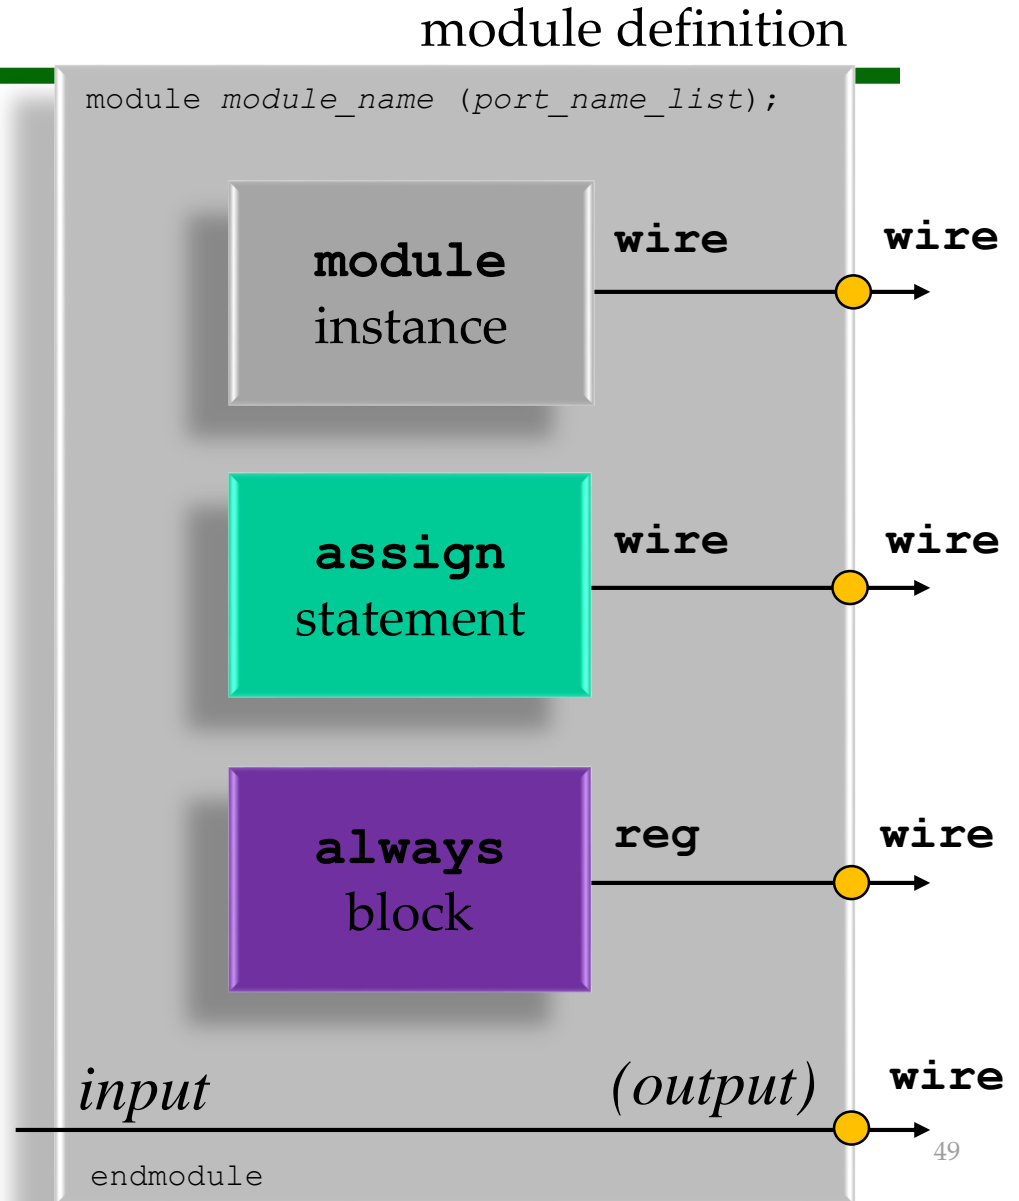 module definition
module module_name (port_name_list);
module
instance
wire
wire
assign
statement
wire
wire
always
block
reg
wire
input
(output)
wire
49
endmodule